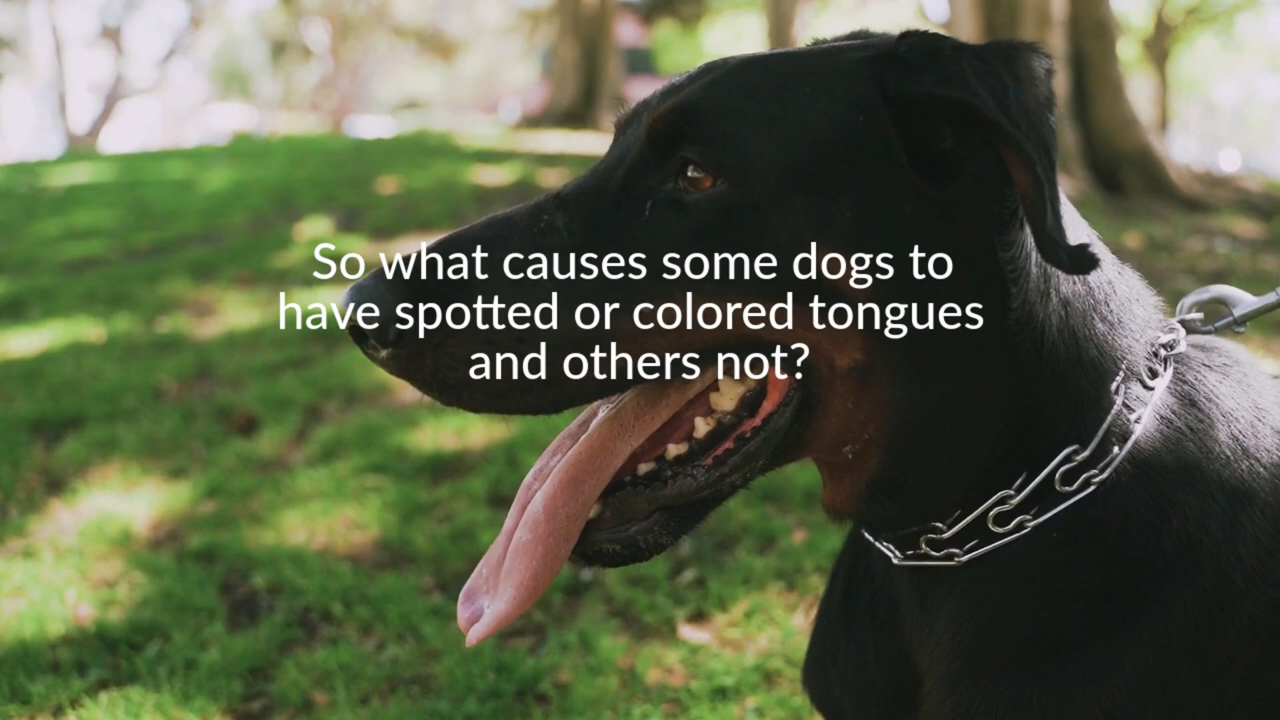 So what causes some dogs to
have spotted or colored tongues
and others not?